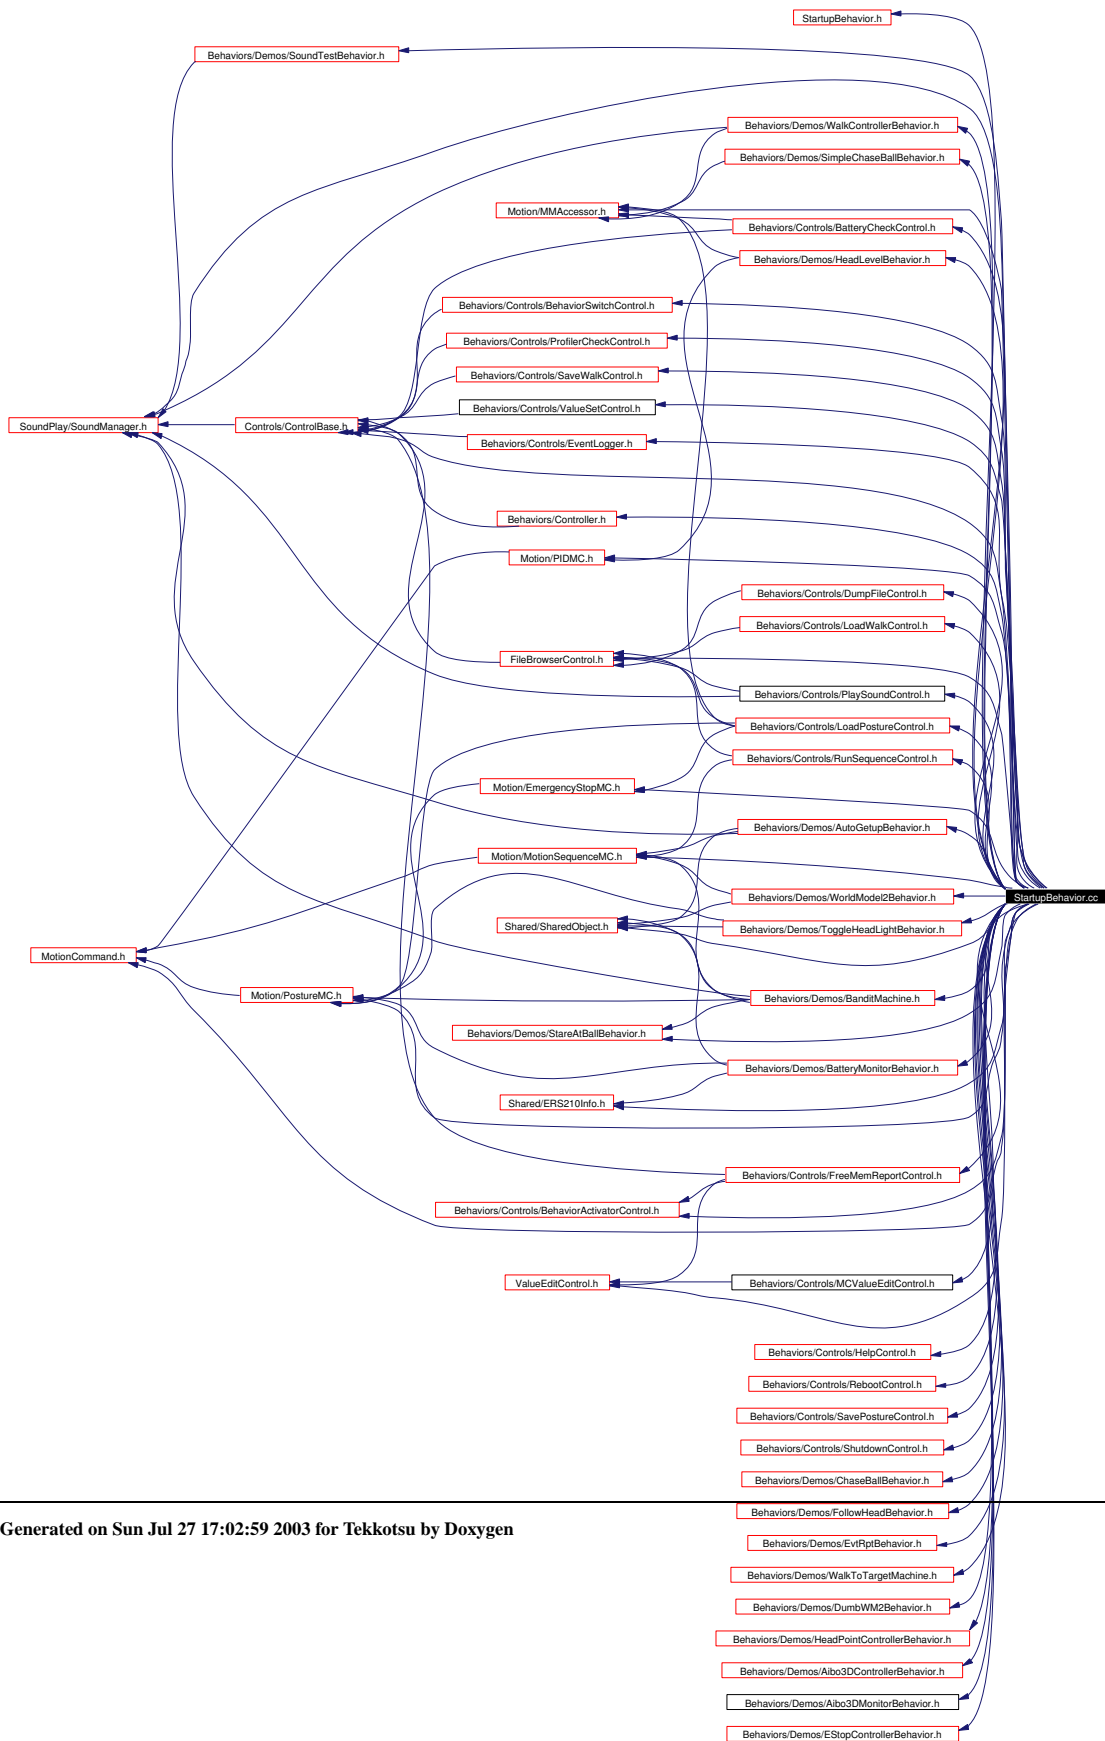 StartupBehavior.h
Behaviors/Demos/SoundTestBehavior.h
Behaviors/Demos/WalkControllerBehavior.h
Behaviors/Demos/SimpleChaseBallBehavior.h
Motion/MMAccessor.h
Behaviors/Controls/BatteryCheckControl.h
Behaviors/Demos/HeadLevelBehavior.h
Behaviors/Controls/BehaviorSwitchControl.h
Behaviors/Controls/ProfilerCheckControl.h
Behaviors/Controls/SaveWalkControl.h
Behaviors/Controls/ValueSetControl.h
SoundPlay/SoundManager.h
Controls/ControlBase.h
Behaviors/Controls/EventLogger.h
Behaviors/Controller.h
Motion/PIDMC.h
Behaviors/Controls/DumpFileControl.h
Behaviors/Controls/LoadWalkControl.h
FileBrowserControl.h
Behaviors/Controls/PlaySoundControl.h
Behaviors/Controls/LoadPostureControl.h
Behaviors/Controls/RunSequenceControl.h
Motion/EmergencyStopMC.h
Behaviors/Demos/AutoGetupBehavior.h
Motion/MotionSequenceMC.h
Behaviors/Demos/WorldModel2Behavior.h
StartupBehavior.cc
Shared/SharedObject.h
Behaviors/Demos/ToggleHeadLightBehavior.h
MotionCommand.h
Motion/PostureMC.h
Behaviors/Demos/BanditMachine.h
Behaviors/Demos/StareAtBallBehavior.h
Behaviors/Demos/BatteryMonitorBehavior.h
Shared/ERS210Info.h
Behaviors/Controls/FreeMemReportControl.h
Behaviors/Controls/BehaviorActivatorControl.h
ValueEditControl.h
Behaviors/Controls/MCValueEditControl.h
Behaviors/Controls/HelpControl.h
Behaviors/Controls/RebootControl.h
Behaviors/Controls/SavePostureControl.h
Behaviors/Controls/ShutdownControl.h
Behaviors/Demos/ChaseBallBehavior.h
Behaviors/Demos/FollowHeadBehavior.h
Generated on Sun Jul 27 17:02:59 2003 for Tekkotsu by Doxygen
Behaviors/Demos/EvtRptBehavior.h
Behaviors/Demos/WalkToTargetMachine.h
Behaviors/Demos/DumbWM2Behavior.h
Behaviors/Demos/HeadPointControllerBehavior.h
Behaviors/Demos/Aibo3DControllerBehavior.h
Behaviors/Demos/Aibo3DMonitorBehavior.h
Behaviors/Demos/EStopControllerBehavior.h